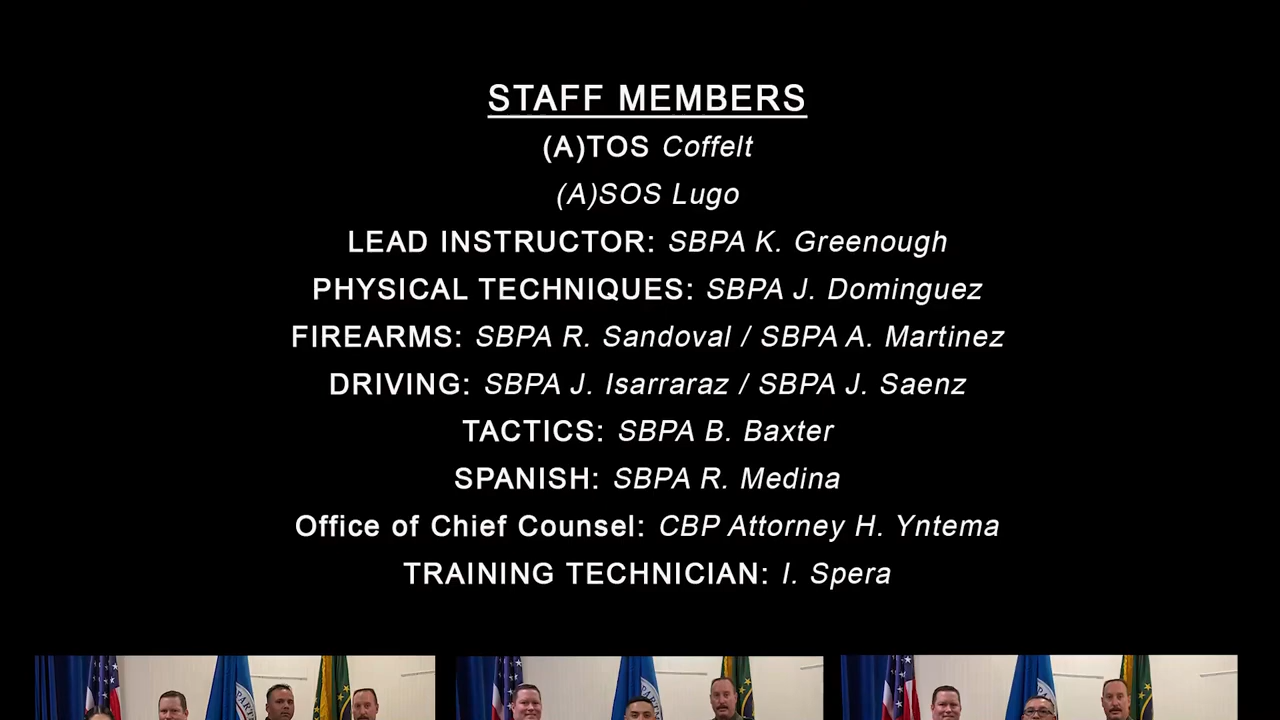 STAFF MEMBERS
(A)TOS Coffelt
(A)SOS Lugo
LEAD INSTRUCTOR: SBPA K. Greenough
PHYSICAL TECHNIQUES: SBPA J. Dominguez
FIREARMS: SBPA R. Sandoval / SBPA A. Martinez
DRIVING: SBPA J. Isarraraz / SBPA J. Saenz
TACTICS: SBPA B. Baxter
SPANISH: SBPA R. Medina
Office of Chief Counsel: CBP Attorney H. Yntema
TRAINING TECHNICIAN: I. Spera